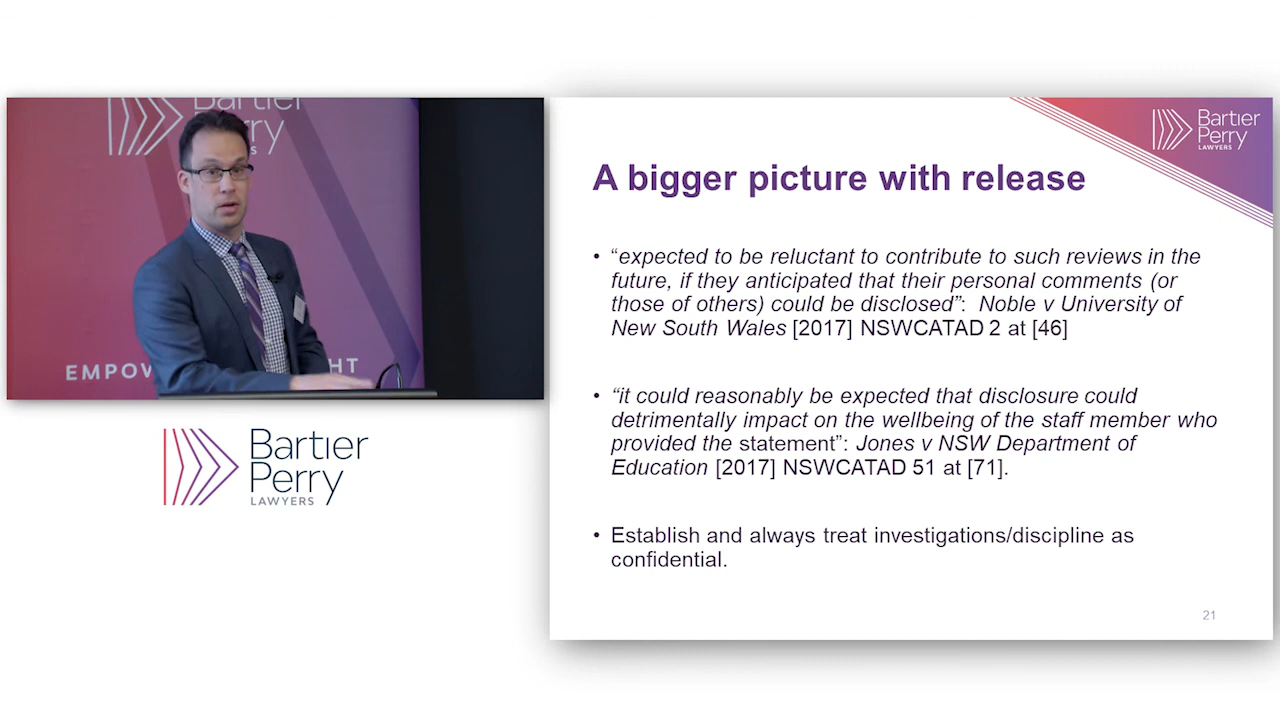 Bartier
Perry
EMPOW HT
Bartier
Perry
LAWYERS
Bartier
Perry
LAWYERS
A bigger picture with release
• “expected to be reluctant to contribute to such reviews in the
future, if they anticipated that their personal comments (or
those of others) could be disclosed”: Noble v University of
New South Wales [2017] NSWCATAD 2 at [46]
• “it could reasonably be expected that disclosure could
detrimentally impact on the wellbeing of the staff member who
provided the statement”: Jones v NSW Department of
Education [2017] NSWCATAD 51 at [71].
• Establish and always treat investigations/discipline as
confidential.
21